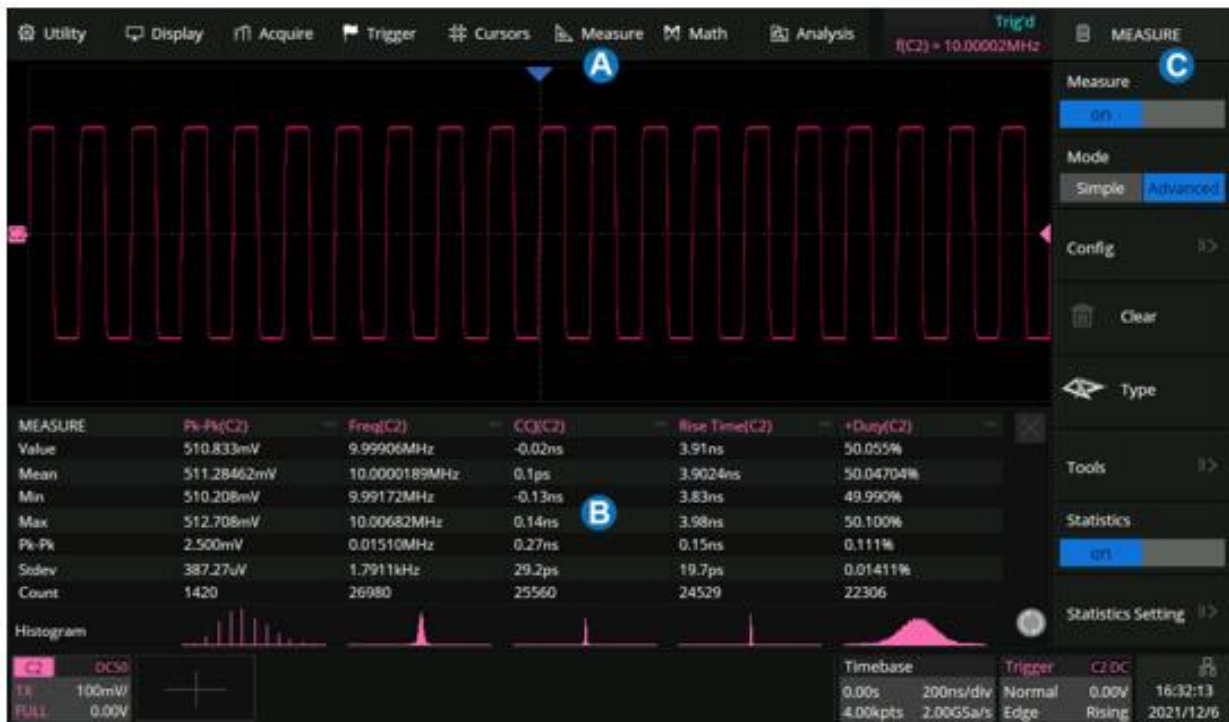 Utility Display Acquire Trigger Cursors Measure Math Analysis
Trig'd
f(C2) = 10.00002MHz
MEASURE
A
C
Measure
on
Mode
Simple Advanced
Config
Clear
Type
Tools
Statistics
on
Statistics Setting
C2
MEASURE Pk-Pk(C2) Freq(C2) CCJ(C2) Rise Time(C2) +Duty(C2)
Value 510.833mV 9.99906MHz -0.02ns 3.91ns 50.055%
Mean 511.28462mV 10.0000189MHz 0.1ps 3.9024ns 50.04704%
Min 510.208mV 9.99172MHz -0.13ns 3.83ns 49.990%
Max 512.708mV 10.00682MHz 0.14ns 3.98ns 50.100%
B
Pk-Pk 2.500mV 0.01510MHz 0.27ns 0.15ns 0.111%
Stdev 387.27uV 1.7911kHz 29.2ps 19.7ps 0.01411%
Count 1420 26980 25560 24529 22306
Histogram
C2 DC50
1X 100mV/
FULL 0.00V
Timebase
0.00s 200ns/div
4.00kpts 2.00GSa/s
Trigger C2 DC
Normal 0.00V
Edge Rising
16:32:13
2021/12/6